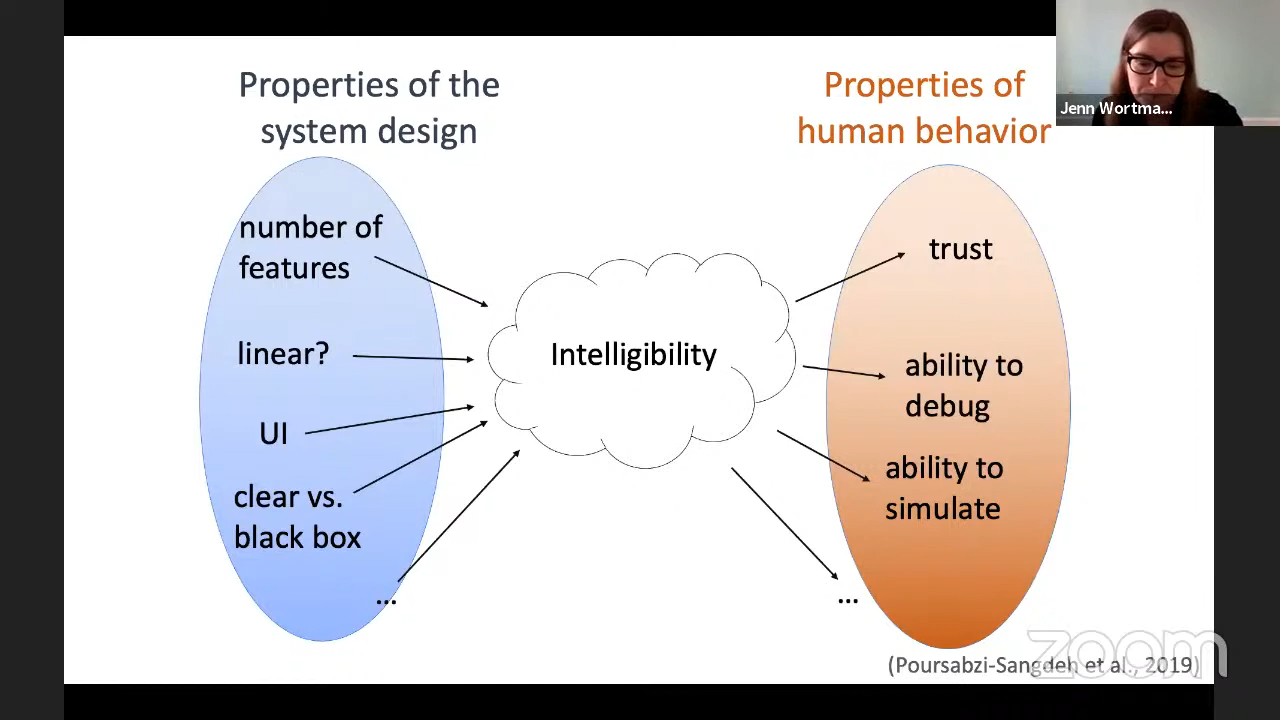 Properties of the
system design
Properties of
human behavior
Jenn Wortma...
number of
features
linear?
UI
clear vs.
black box
...
Intelligibility
trust
ability to
debug
ability to
simulate
...
(Poursabzi-Sangdeh et al., 2019)
zoom